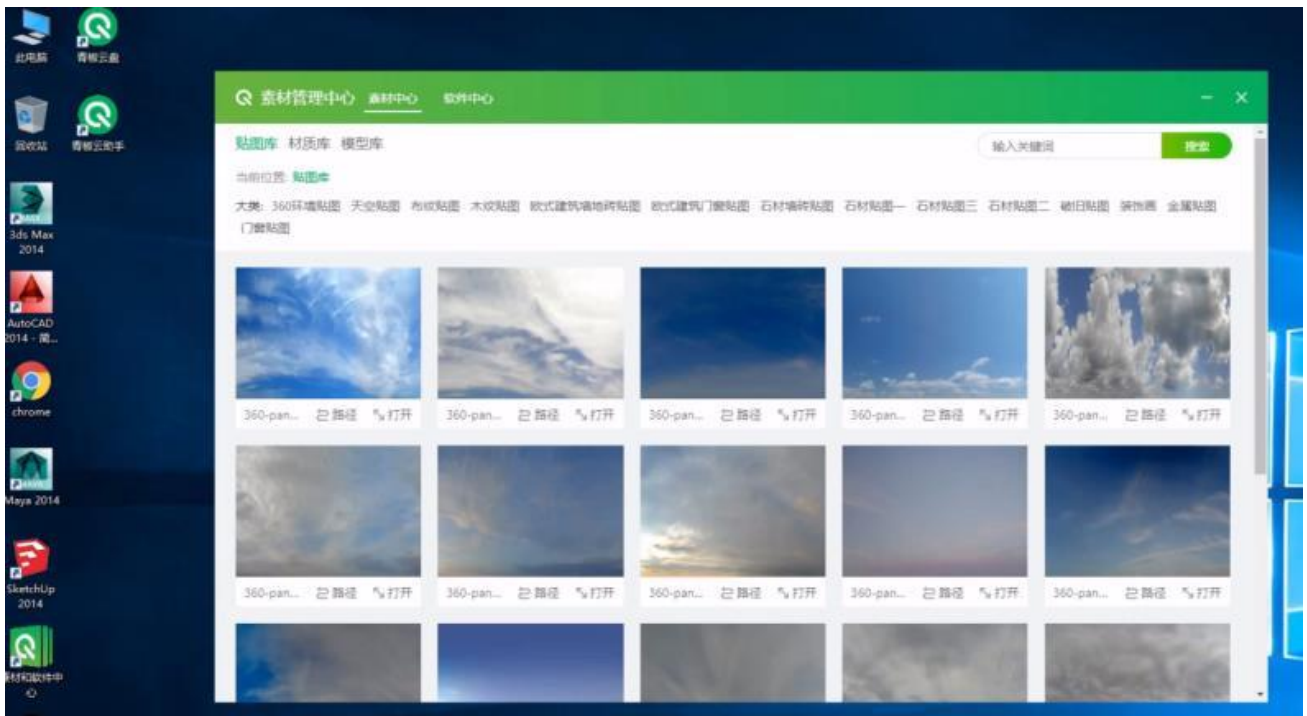 此电脑
青椒云盘
回收站
青椒云助手
3ds Max
2014
AutoCAD
2014 - 简...
chrome
Maya 2014
SketchUp
2014
素材和软件中
心
素材管理中心 素材中心 软件中心
贴图库 材质库 模型库
输入关键词 搜索
当前位置: 贴图库
大类: 360环境贴图 天空贴图 布纹贴图 木纹贴图 欧式建筑墙地砖贴图 欧式建筑门窗贴图 石材墙砖贴图 石材贴图一 石材贴图三 石材贴图二 破旧贴图 装饰画 金属贴图
门窗贴图
360-pan... 路径 打开 360-pan... 路径 打开 360-pan... 路径 打开 360-pan... 路径 打开 360-pan... 路径 打开
360-pan... 路径 打开 360-pan... 路径 打开 360-pan... 路径 打开 360-pan... 路径 打开 360-pan... 路径 打开